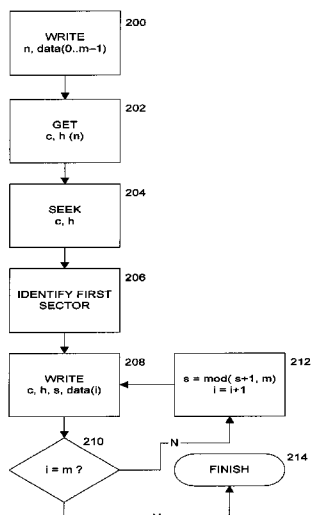 200
WRITE
n, data(0..m−1)
202
GET
c, h (n)
204
SEEK
c, h
206
IDENTIFY FIRST
SECTOR
208
WRITE
c, h, s, data(i)
212
s = mod( s+1, m)
i = i+1
210
i = m ?
N
214
FINISH